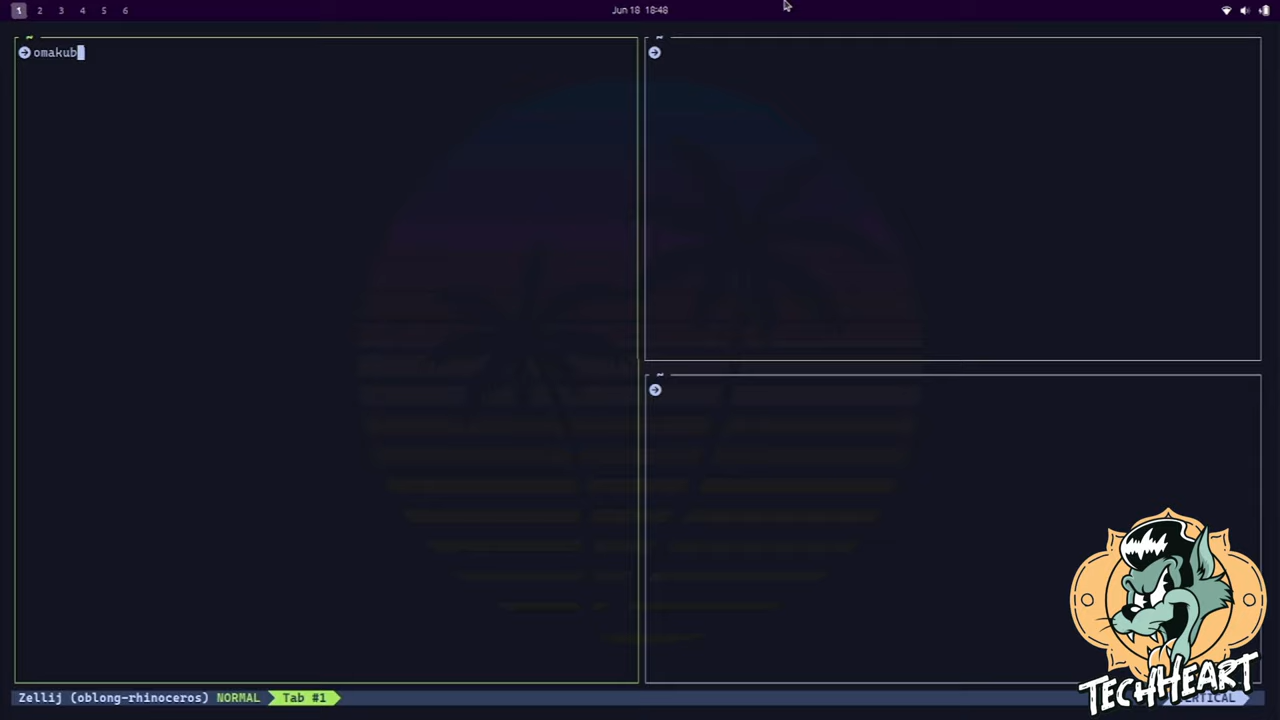 1 2 3 4 5 6
Jun 18 18:48
~
omakub
~
~
Zellij (oblong-rhinoceros) NORMAL Tab #1
TECHHEART